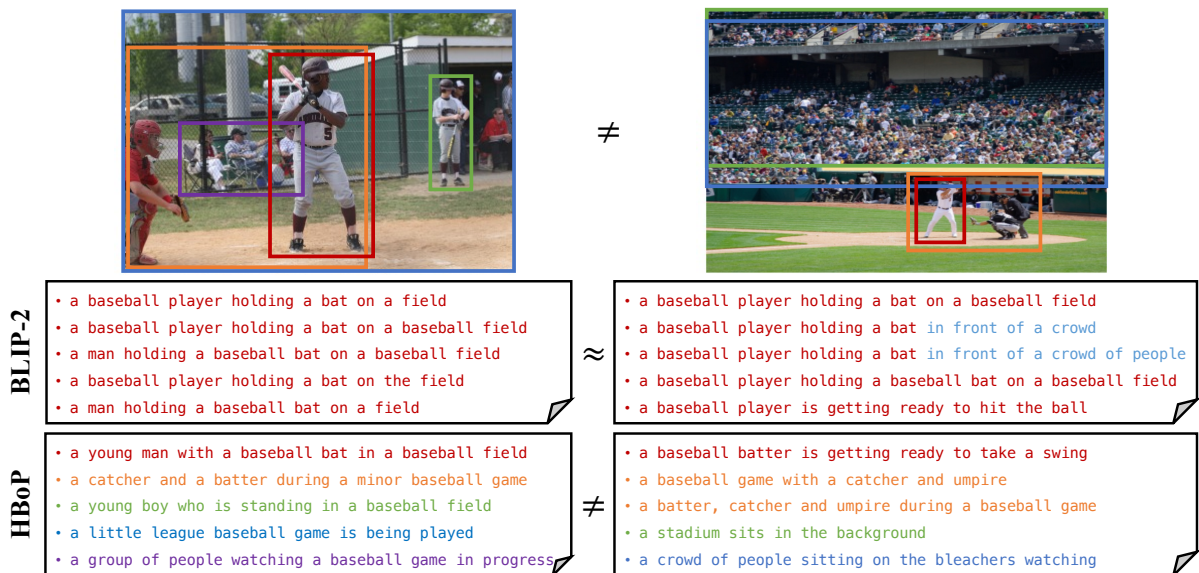 5
≠
BLIP-2
• a baseball player holding a bat on a field
• a baseball player holding a bat on a baseball field
• a man holding a baseball bat on a baseball field
• a baseball player holding a bat on the field
• a man holding a baseball bat on a field
≈
• a baseball player holding a bat on a baseball field
• a baseball player holding a bat in front of a crowd
• a baseball player holding a bat in front of a crowd of people
• a baseball player holding a baseball bat on a baseball field
• a baseball player is getting ready to hit the ball
HBoP
• a young man with a baseball bat in a baseball field
• a catcher and a batter during a minor baseball game
• a young boy who is standing in a baseball field
• a little league baseball game is being played
• a group of people watching a baseball game in progress
≠
• a baseball batter is getting ready to take a swing
• a baseball game with a catcher and umpire
• a batter, catcher and umpire during a baseball game
• a stadium sits in the background
• a crowd of people sitting on the bleachers watching